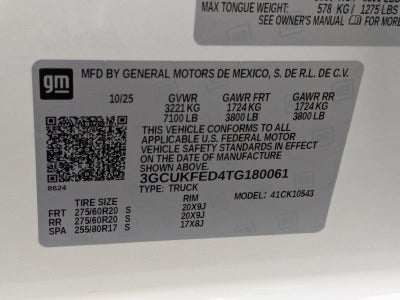 MAX TONGUE WEIGHT: 578 KG / 1275 LBS
SEE OWNER'S MANUAL FOR MORE
gm
MFD BY GENERAL MOTORS DE MEXICO, S. DE R.L. DE C.V.
10/25 GVWR GAWR FRT GAWR RR
3221 KG 1724 KG 1724 KG
7100 LB 3800 LB 3800 LB
THIS VEHICLE CONFORMS TO ALL
APPLICABLE U.S. FEDERAL MOTOR
VEHICLE SAFETY STANDARDS IN EFFECT
ON THE DATE OF MANUFACTURE
SHOWN ABOVE.
3GCUKFED4TG180061
8624 TYPE: TRUCK
TIRE SIZE RIM MODEL: 41CK10543
FRT 275/60R20 S 20X9J
RR 275/60R20 S 20X9J
SPA 255/80R17 S 17X8J